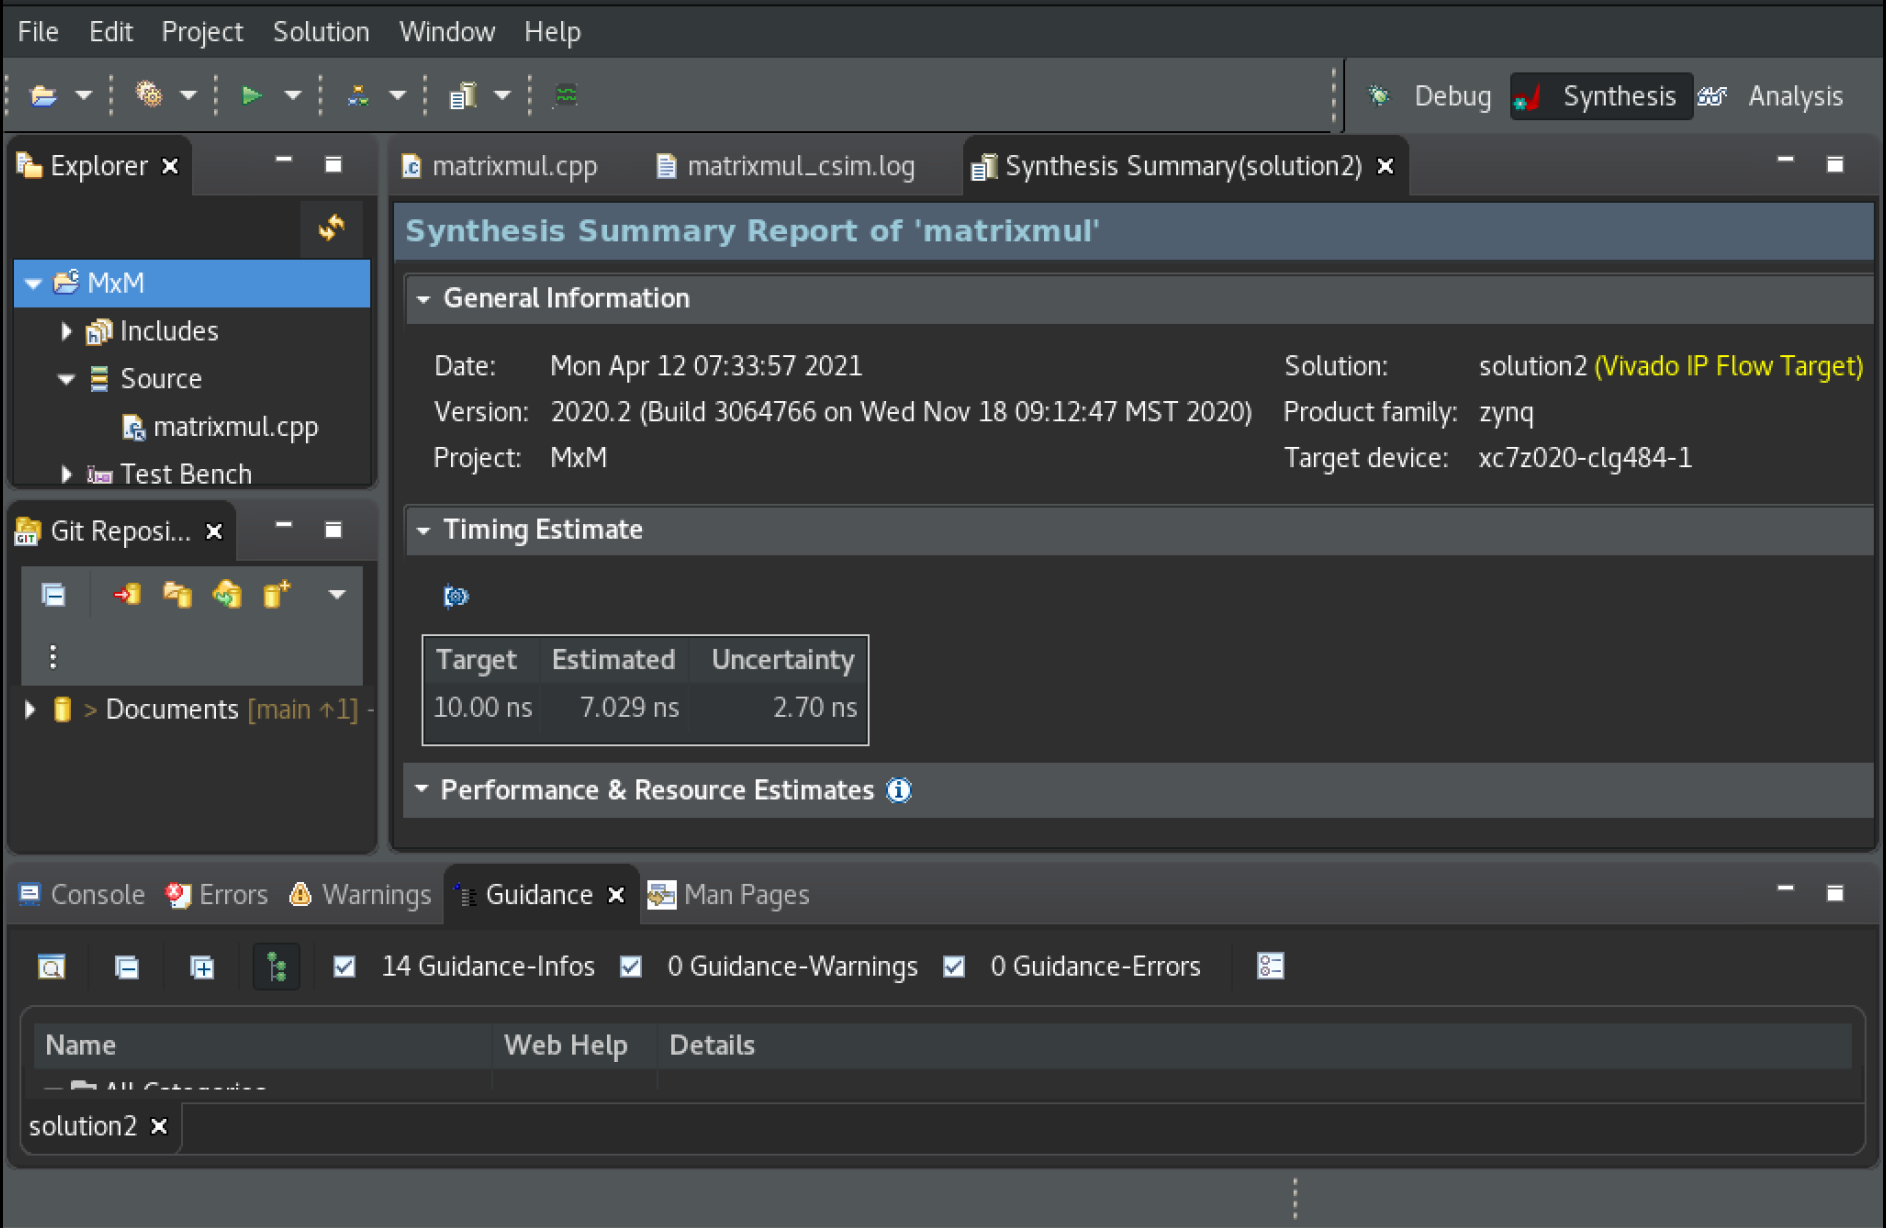 File Edit Project Solution Window Help
Debug Synthesis Analysis
Explorer
MxM
Includes
Source
matrixmul.cpp
Test Bench
Git Reposi...
GIT
> Documents [main ↑1] -
matrixmul.cpp matrixmul_csim.log Synthesis Summary(solution2)
Synthesis Summary Report of 'matrixmul'
General Information
Date: Mon Apr 12 07:33:57 2021 Solution: solution2 (Vivado IP Flow Target)
Version: 2020.2 (Build 3064766 on Wed Nov 18 09:12:47 MST 2020) Product family: zynq
Project: MxM Target device: xc7z020-clg484-1
Timing Estimate
Target Estimated Uncertainty
10.00 ns 7.029 ns 2.70 ns
Performance & Resource Estimates
Console Errors Warnings Guidance Man Pages
14 Guidance-Infos 0 Guidance-Warnings 0 Guidance-Errors
Name Web Help Details
All Categories
solution2